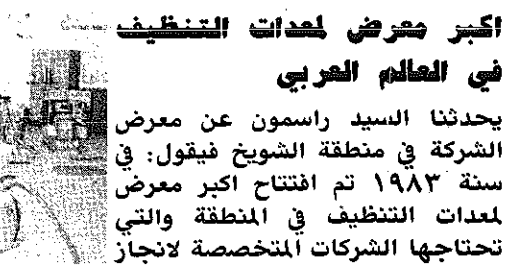 اكبر معرض لمعدات التنظيف
في العالم العربي
يحدثنا السيد راسمون عن معرض
الشركة في منطقة الشويخ فيقول: في
سنة ١٩٨٣ تم افتتاح اكبر معرض
لمعدات التنظيف في المنطقة والتي
تحتاجها الشركات المتخصصة لانجاز